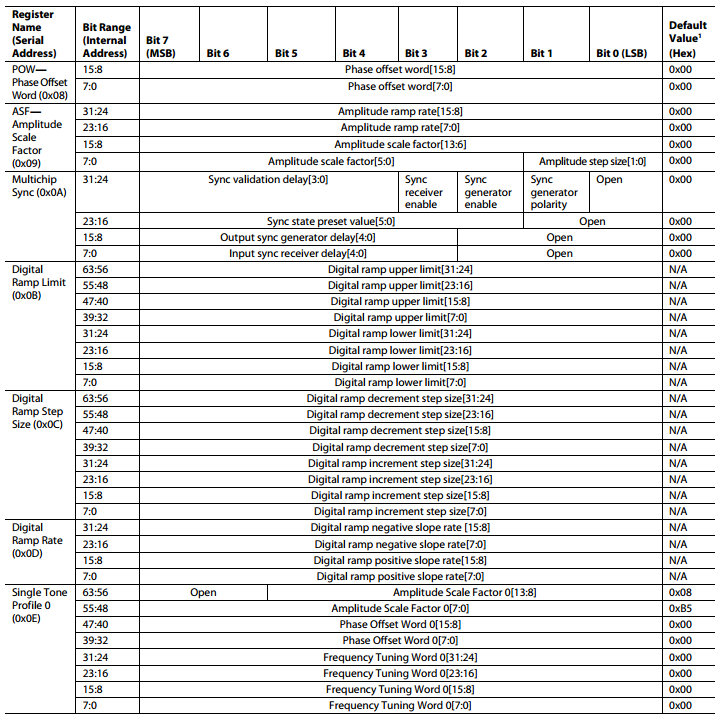 Register Name (Serial Address) Bit Range (Internal Address) Bit 7 (MSB) Bit 6 Bit 5 Bit 4 Bit 3 Bit 2 Bit 1 Bit 0 (LSB) Default Value¹ (Hex)
POW— Phase Offset Word (0x08) 15:8 Phase offset word[15:8] 0x00
7:0 Phase offset word[7:0] 0x00
ASF— Amplitude Scale Factor (0x09) 31:24 Amplitude ramp rate[15:8] 0x00
23:16 Amplitude ramp rate[7:0] 0x00
15:8 Amplitude scale factor[13:6] 0x00
7:0 Amplitude scale factor[5:0] Amplitude step size[1:0] 0x00
Multichip Sync (0x0A) 31:24 Sync validation delay[3:0] Sync receiver enable Sync generator enable Sync generator polarity Open 0x00
23:16 Sync state preset value[5:0] Open 0x00
15:8 Output sync generator delay[4:0] Open 0x00
7:0 Input sync receiver delay[4:0] Open 0x00
Digital Ramp Limit (0x0B) 63:56 Digital ramp upper limit[31:24] N/A
55:48 Digital ramp upper limit[23:16] N/A
47:40 Digital ramp upper limit[15:8] N/A
39:32 Digital ramp upper limit[7:0] N/A
31:24 Digital ramp lower limit[31:24] N/A
23:16 Digital ramp lower limit[23:16] N/A
15:8 Digital ramp lower limit[15:8] N/A
7:0 Digital ramp lower limit[7:0] N/A
Digital Ramp Step Size (0x0C) 63:56 Digital ramp decrement step size[31:24] N/A
55:48 Digital ramp decrement step size[23:16] N/A
47:40 Digital ramp decrement step size[15:8] N/A
39:32 Digital ramp decrement step size[7:0] N/A
31:24 Digital ramp increment step size[31:24] N/A
23:16 Digital ramp increment step size[23:16] N/A
15:8 Digital ramp increment step size[15:8] N/A
7:0 Digital ramp increment step size[7:0] N/A
Digital Ramp Rate (0x0D) 31:24 Digital ramp negative slope rate [15:8] N/A
23:16 Digital ramp negative slope rate[7:0] N/A
15:8 Digital ramp positive slope rate[15:8] N/A
7:0 Digital ramp positive slope rate[7:0] N/A
Single Tone Profile 0 (0x0E) 63:56 Open Amplitude Scale Factor 0[13:8] 0x08
55:48 Amplitude Scale Factor 0[7:0] 0xB5
47:40 Phase Offset Word 0[15:8] 0x00
39:32 Phase Offset Word 0[7:0] 0x00
31:24 Frequency Tuning Word 0[31:24] 0x00
23:16 Frequency Tuning Word 0[23:16] 0x00
15:8 Frequency Tuning Word 0[15:8] 0x00
7:0 Frequency Tuning Word 0[7:0] 0x00